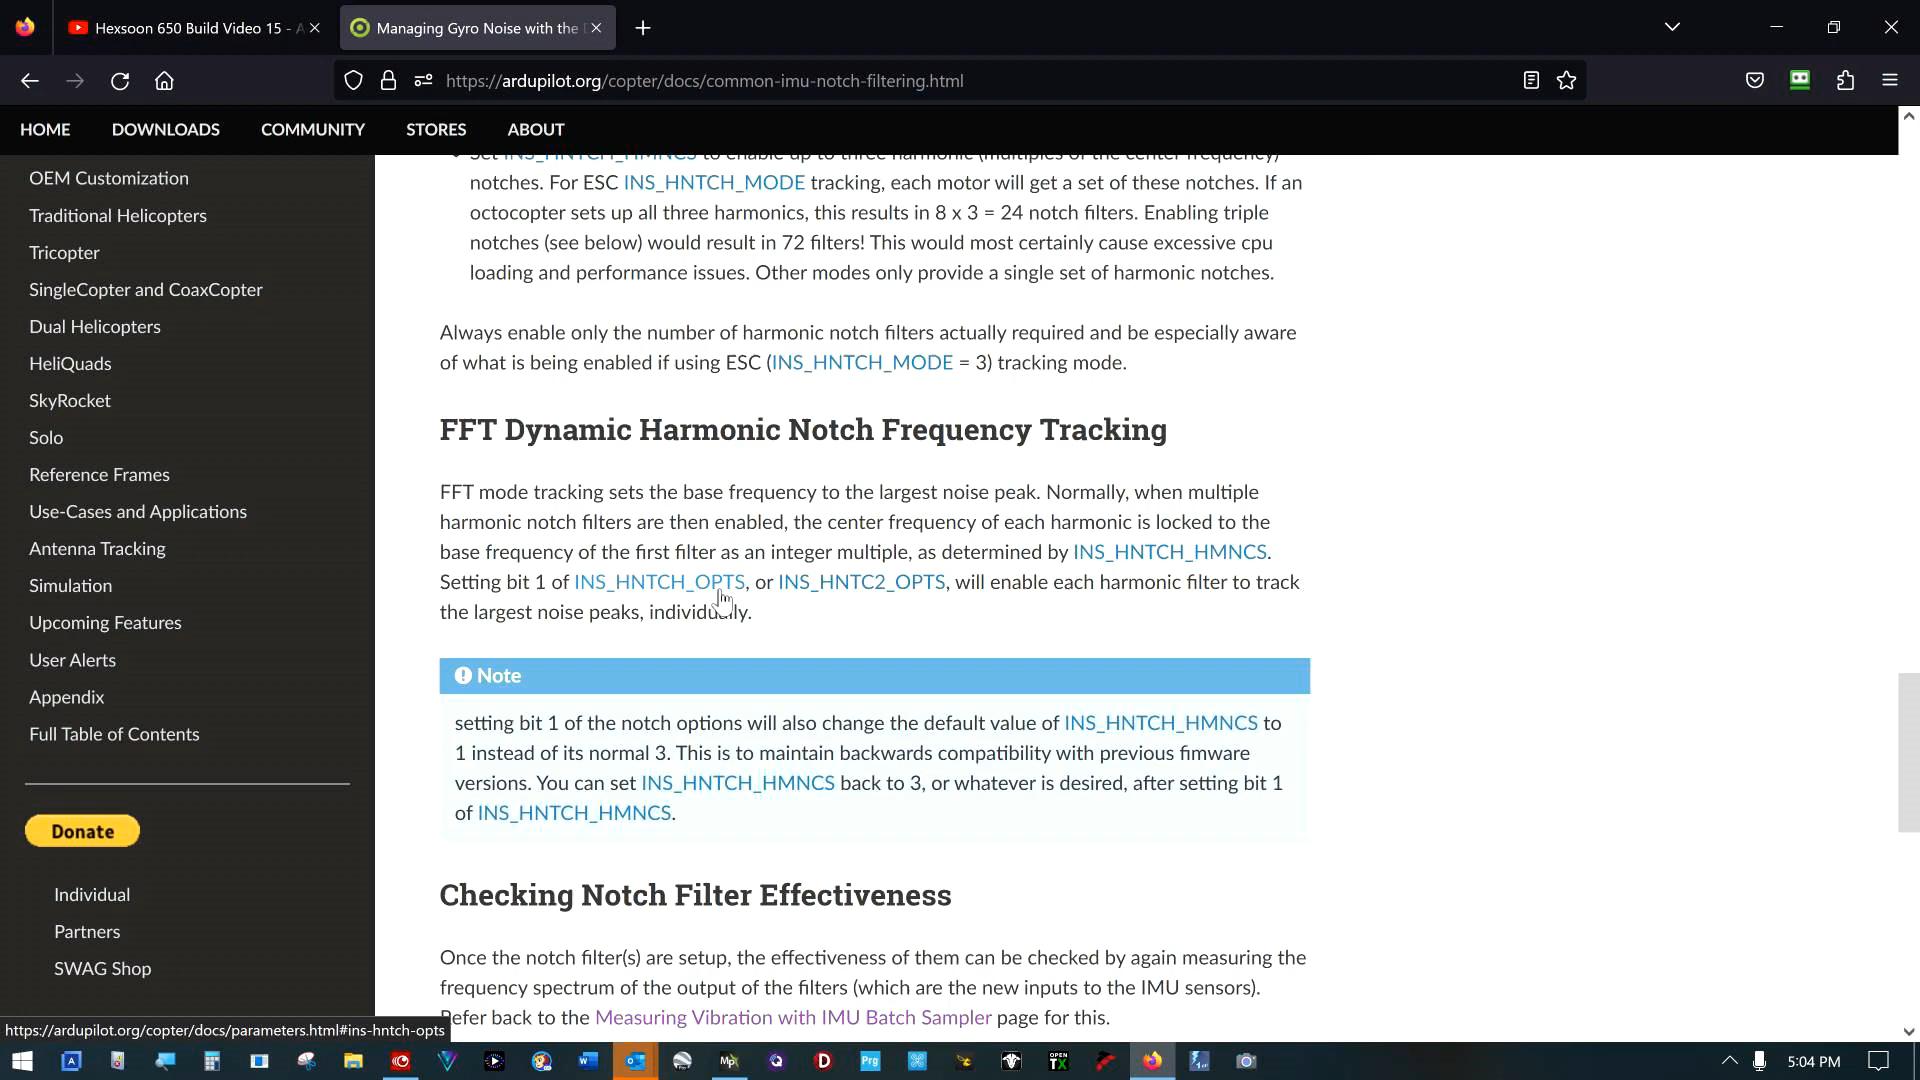 Hexsoon 650 Build Video 15 - A
Managing Gyro Noise with the D
https://ardupilot.org/copter/docs/common-imu-notch-filtering.html
HOME DOWNLOADS COMMUNITY STORES ABOUT
OEM Customization
Traditional Helicopters
Tricopter
SingleCopter and CoaxCopter
Dual Helicopters
HeliQuads
SkyRocket
Solo
Reference Frames
Use-Cases and Applications
Antenna Tracking
Simulation
Upcoming Features
User Alerts
Appendix
Full Table of Contents
Donate
Individual
Partners
SWAG Shop
Set INS_HNTCH_HMNCS to enable up to three harmonic (multiples of the center frequency)
notches. For ESC INS_HNTCH_MODE tracking, each motor will get a set of these notches. If an
octocopter sets up all three harmonics, this results in 8 x 3 = 24 notch filters. Enabling triple
notches (see below) would result in 72 filters! This would most certainly cause excessive cpu
loading and performance issues. Other modes only provide a single set of harmonic notches.
Always enable only the number of harmonic notch filters actually required and be especially aware
of what is being enabled if using ESC (INS_HNTCH_MODE = 3) tracking mode.
FFT Dynamic Harmonic Notch Frequency Tracking
FFT mode tracking sets the base frequency to the largest noise peak. Normally, when multiple
harmonic notch filters are then enabled, the center frequency of each harmonic is locked to the
base frequency of the first filter as an integer multiple, as determined by INS_HNTCH_HMNCS.
Setting bit 1 of INS_HNTCH_OPTS, or INS_HNTC2_OPTS, will enable each harmonic filter to track
the largest noise peaks, individually.
Note
setting bit 1 of the notch options will also change the default value of INS_HNTCH_HMNCS to
1 instead of its normal 3. This is to maintain backwards compatibility with previous fimware
versions. You can set INS_HNTCH_HMNCS back to 3, or whatever is desired, after setting bit 1
of INS_HNTCH_HMNCS.
Checking Notch Filter Effectiveness
Once the notch filter(s) are setup, the effectiveness of them can be checked by again measuring the
frequency spectrum of the output of the filters (which are the new inputs to the IMU sensors).
Refer back to the Measuring Vibration with IMU Batch Sampler page for this.
https://ardupilot.org/copter/docs/parameters.html#ins-hntch-opts
Mp
Prg
OPEN
TX
5:04 PM